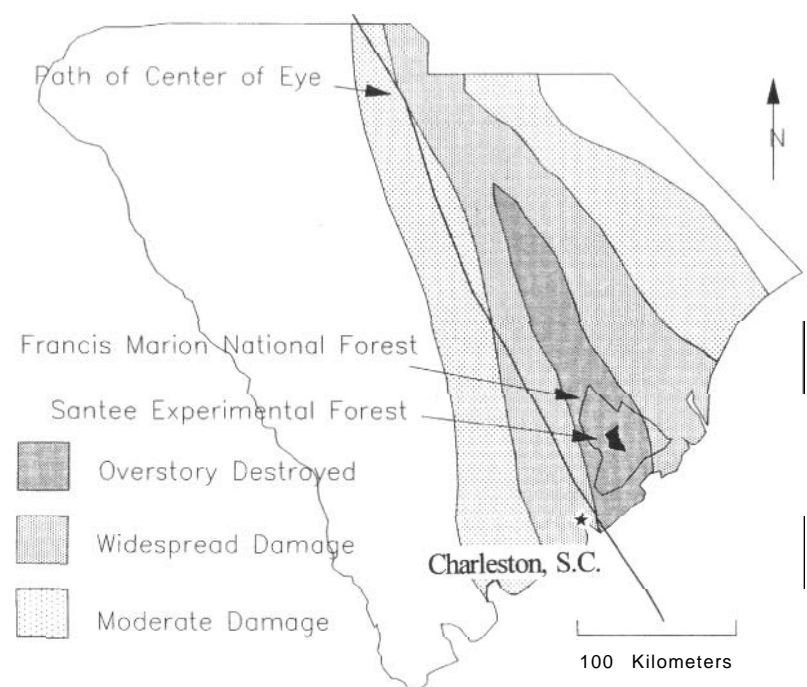 Path of Center of Eye
N
Francis Marion National Forest
Santee Experimental Forest
Overstory Destroyed
Widespread Damage
Charleston, S.C.
Moderate Damage
100 Kilometers